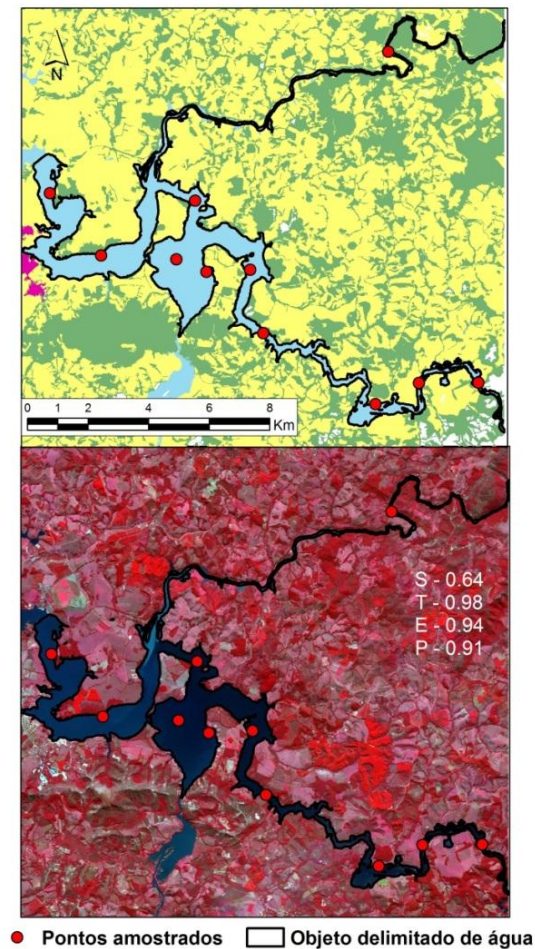 N
0 1 2 4 6 8
Km
S - 0.64
T - 0.98
E - 0.94
P - 0.91
Pontos amostrados
Objeto delimitado de água